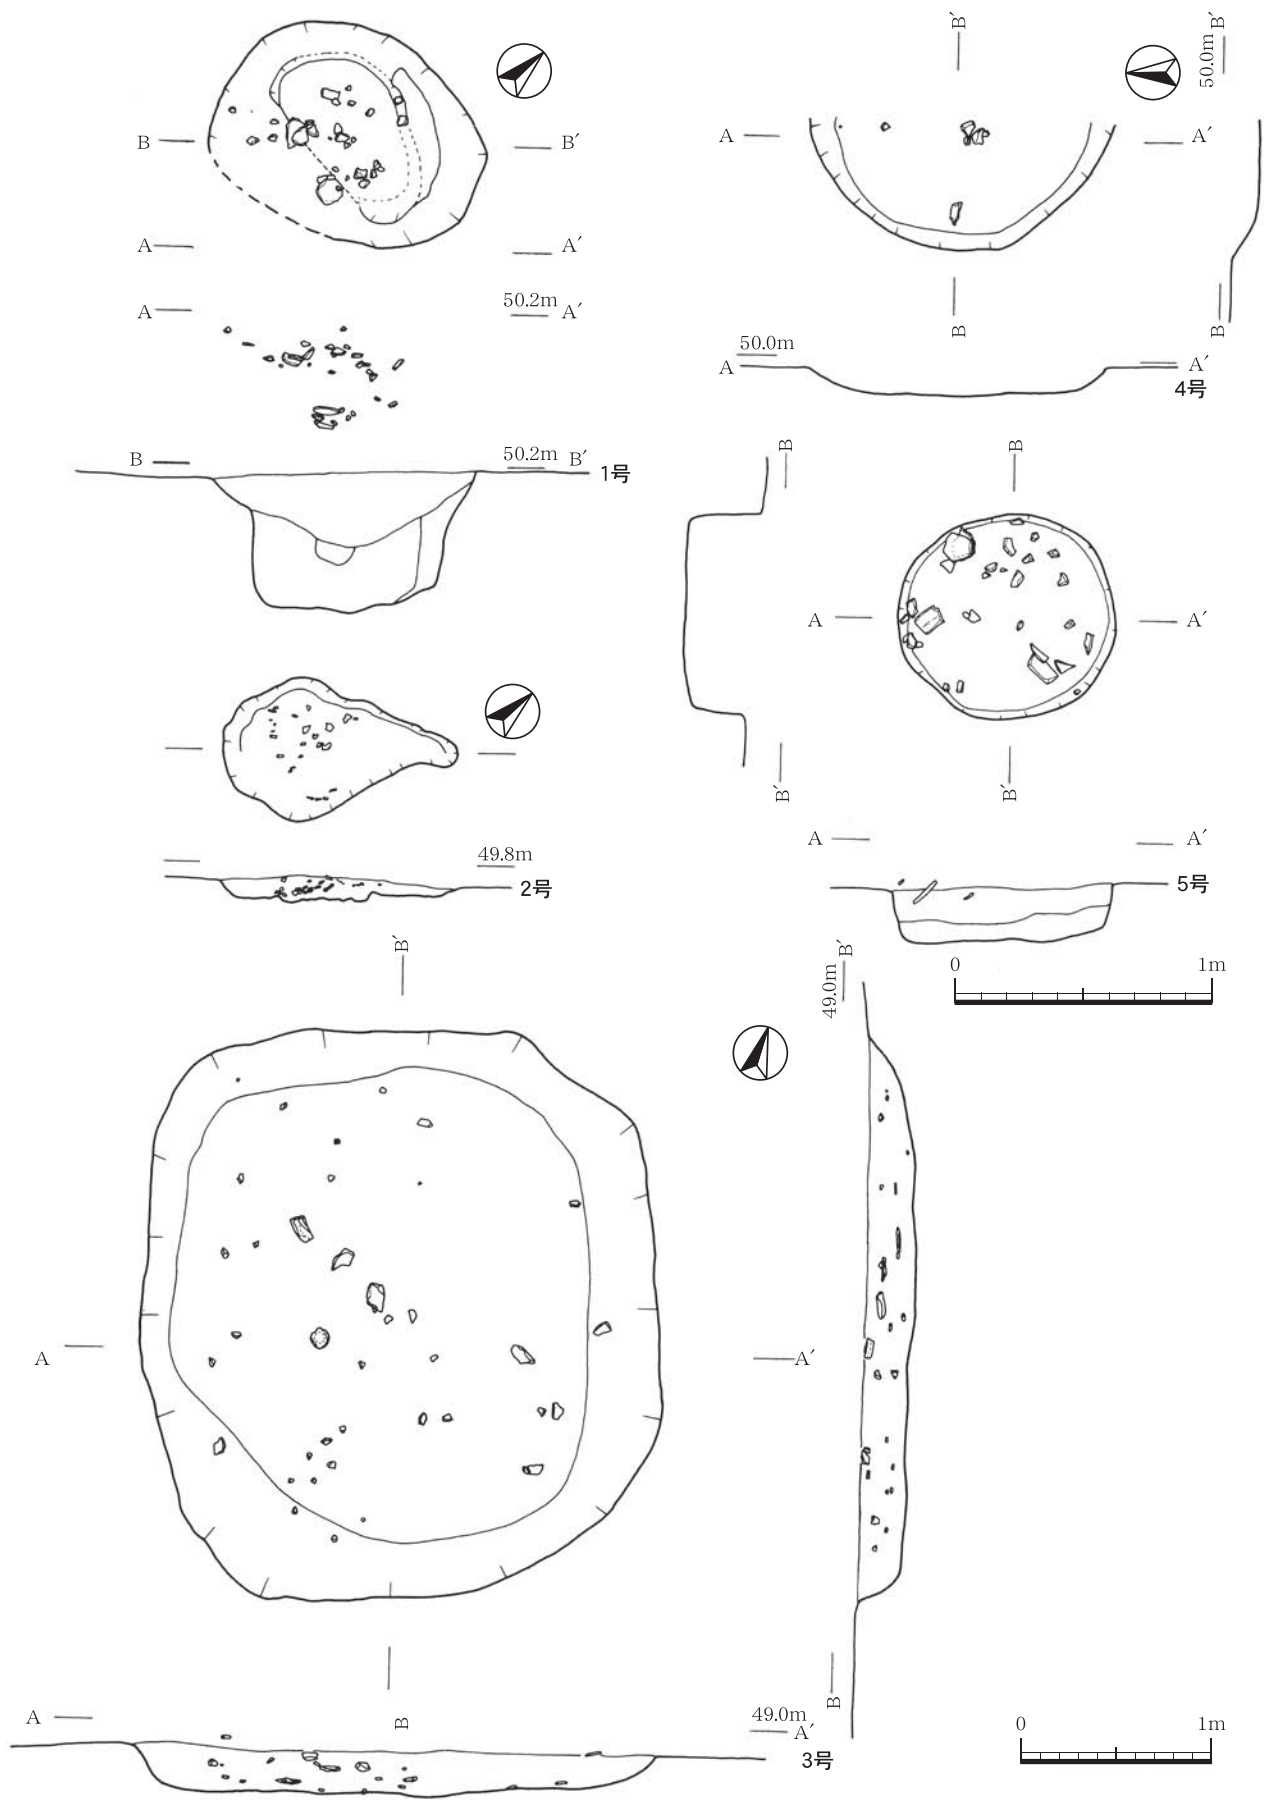 B B′
A A′
50.2m
A A′
50.2m
B B′
1号
49.8m
2号
B′
50.0m B′
A A′
B
B
50.0m
A A′
4号
B
B
A A′
B′
B′
A A′
5号
0 1m
B′
49.0m B′
A A′
B
B
49.0m
A A′
3号
0 1m